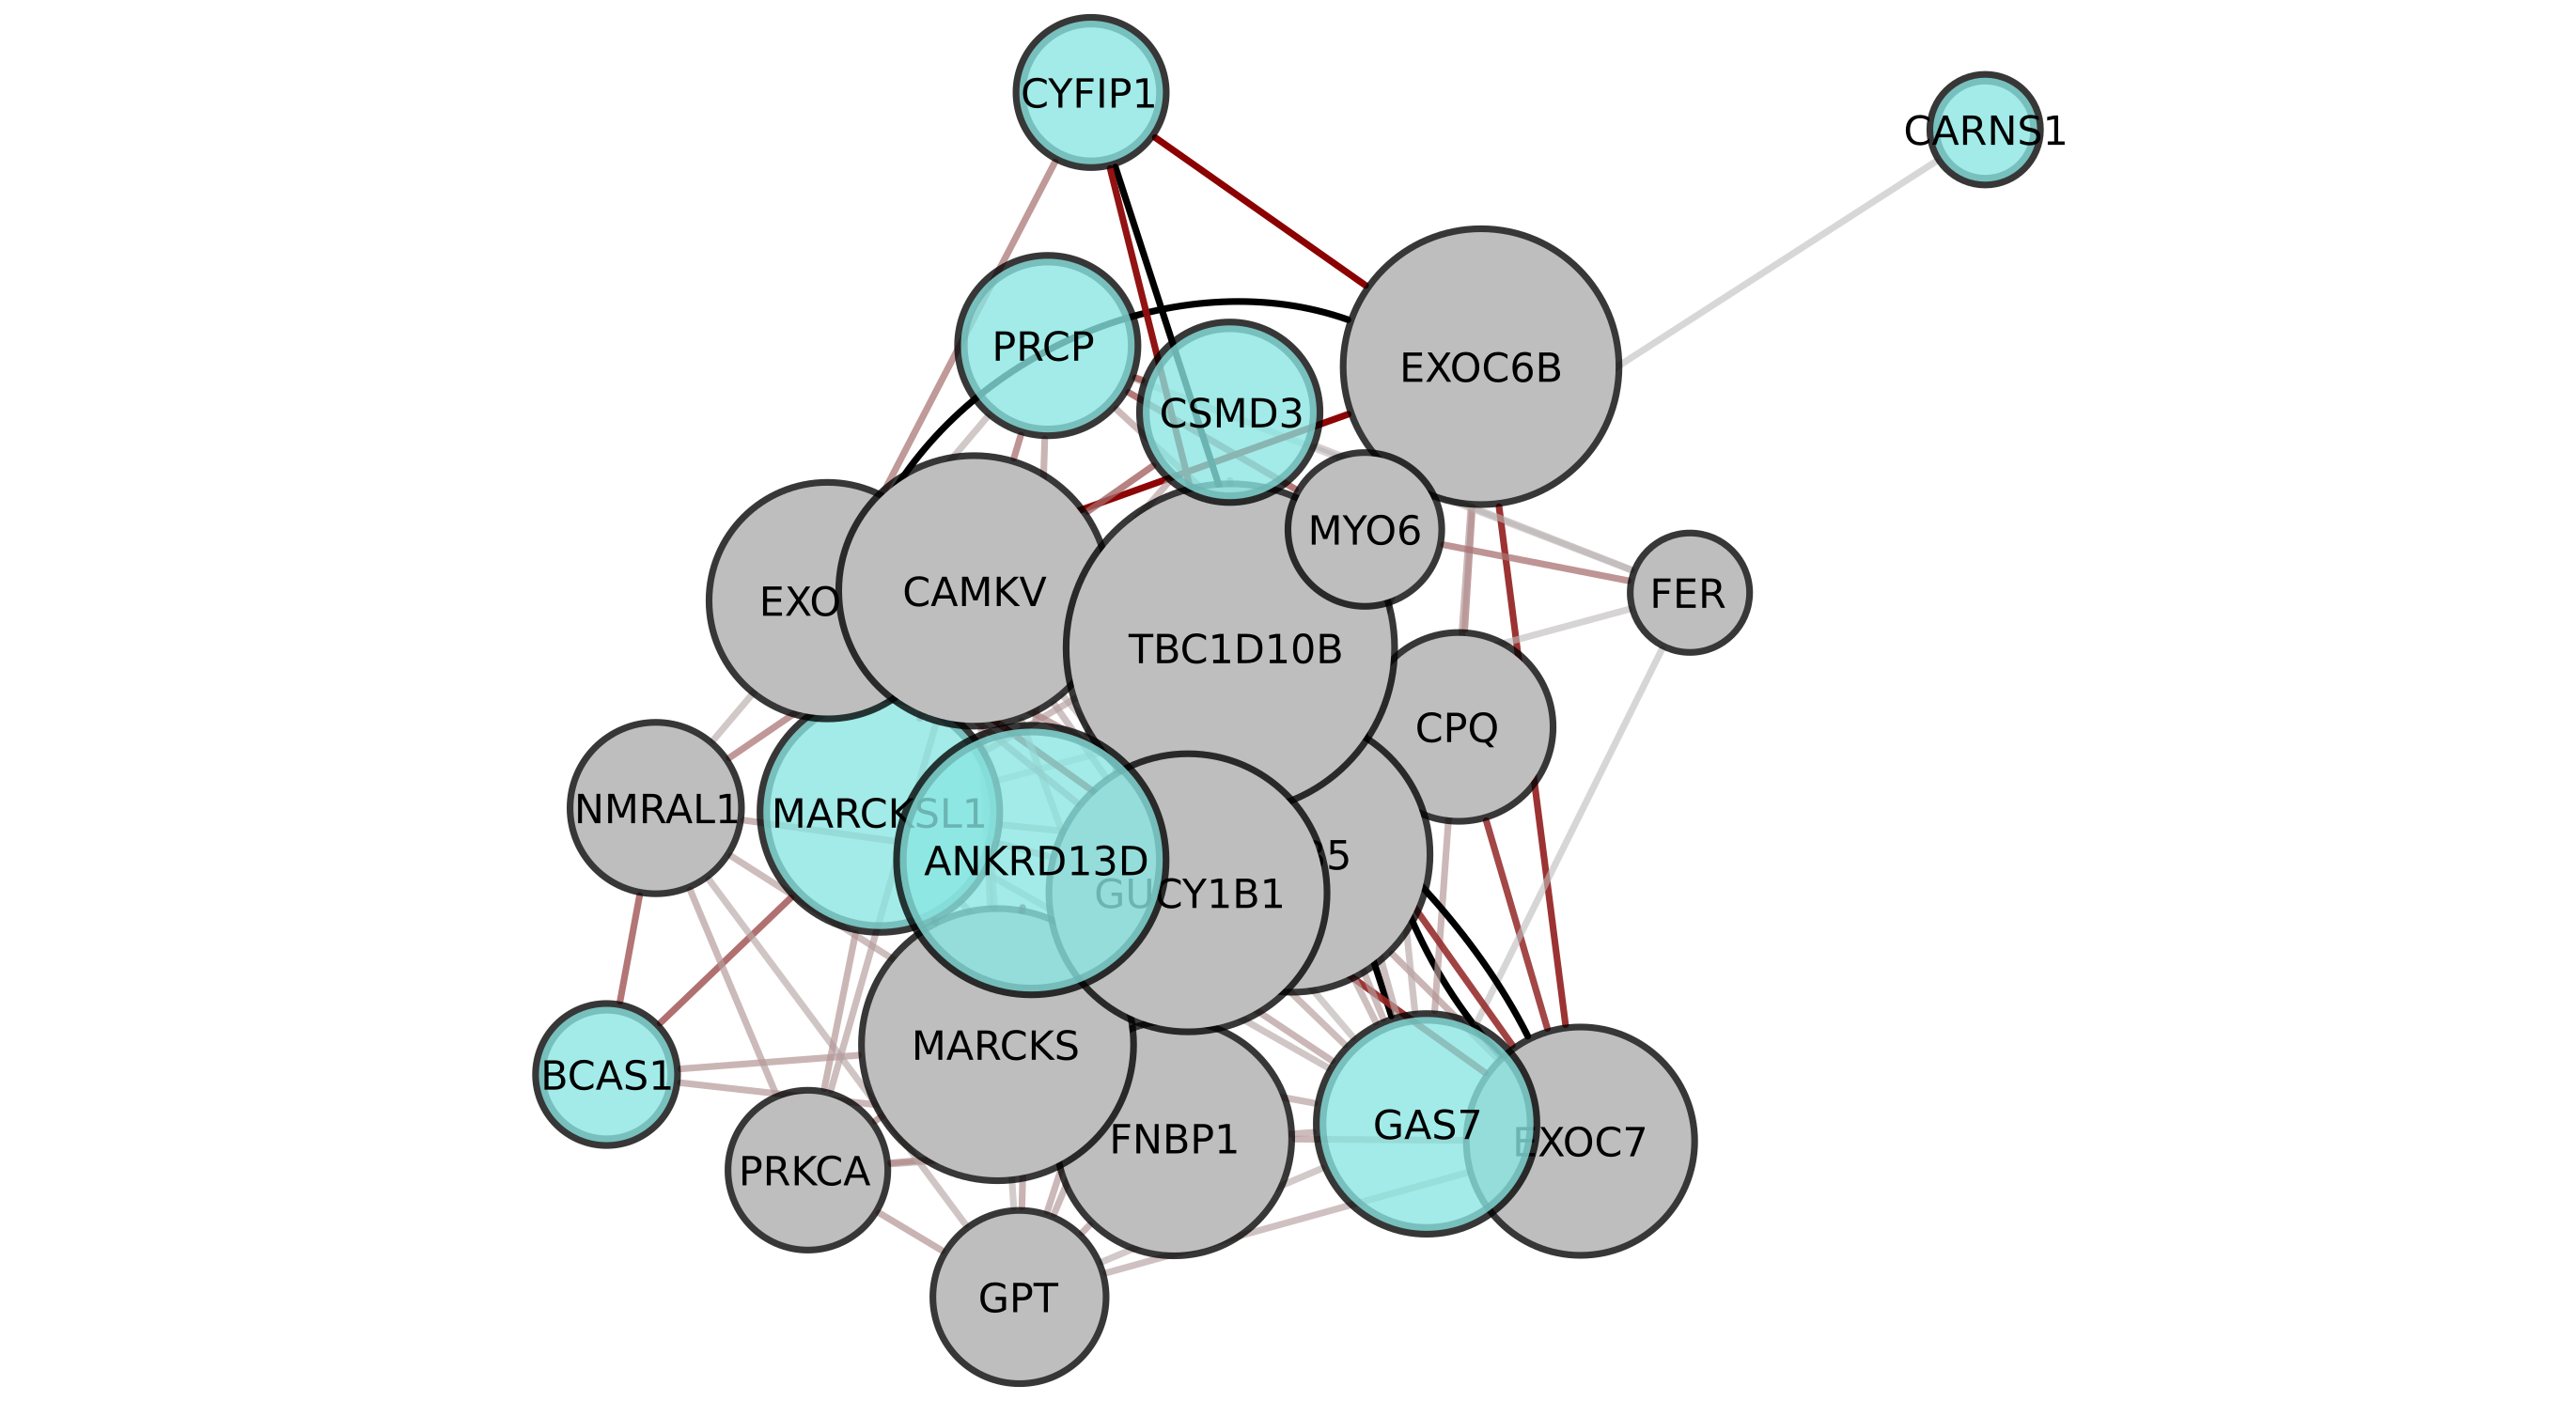 CYFIP1
CARNS1
PRCP
EXOC6B
CSMD3
MYO6
CAMKV
EXO
FER
TBC1D10B
CPQ
NMRAL1
MARCKSL1
5
ANKRD13D
GUCY1B1
MARCKS
BCAS1
GAS7
FNBP1
EXOC7
PRKCA
GPT